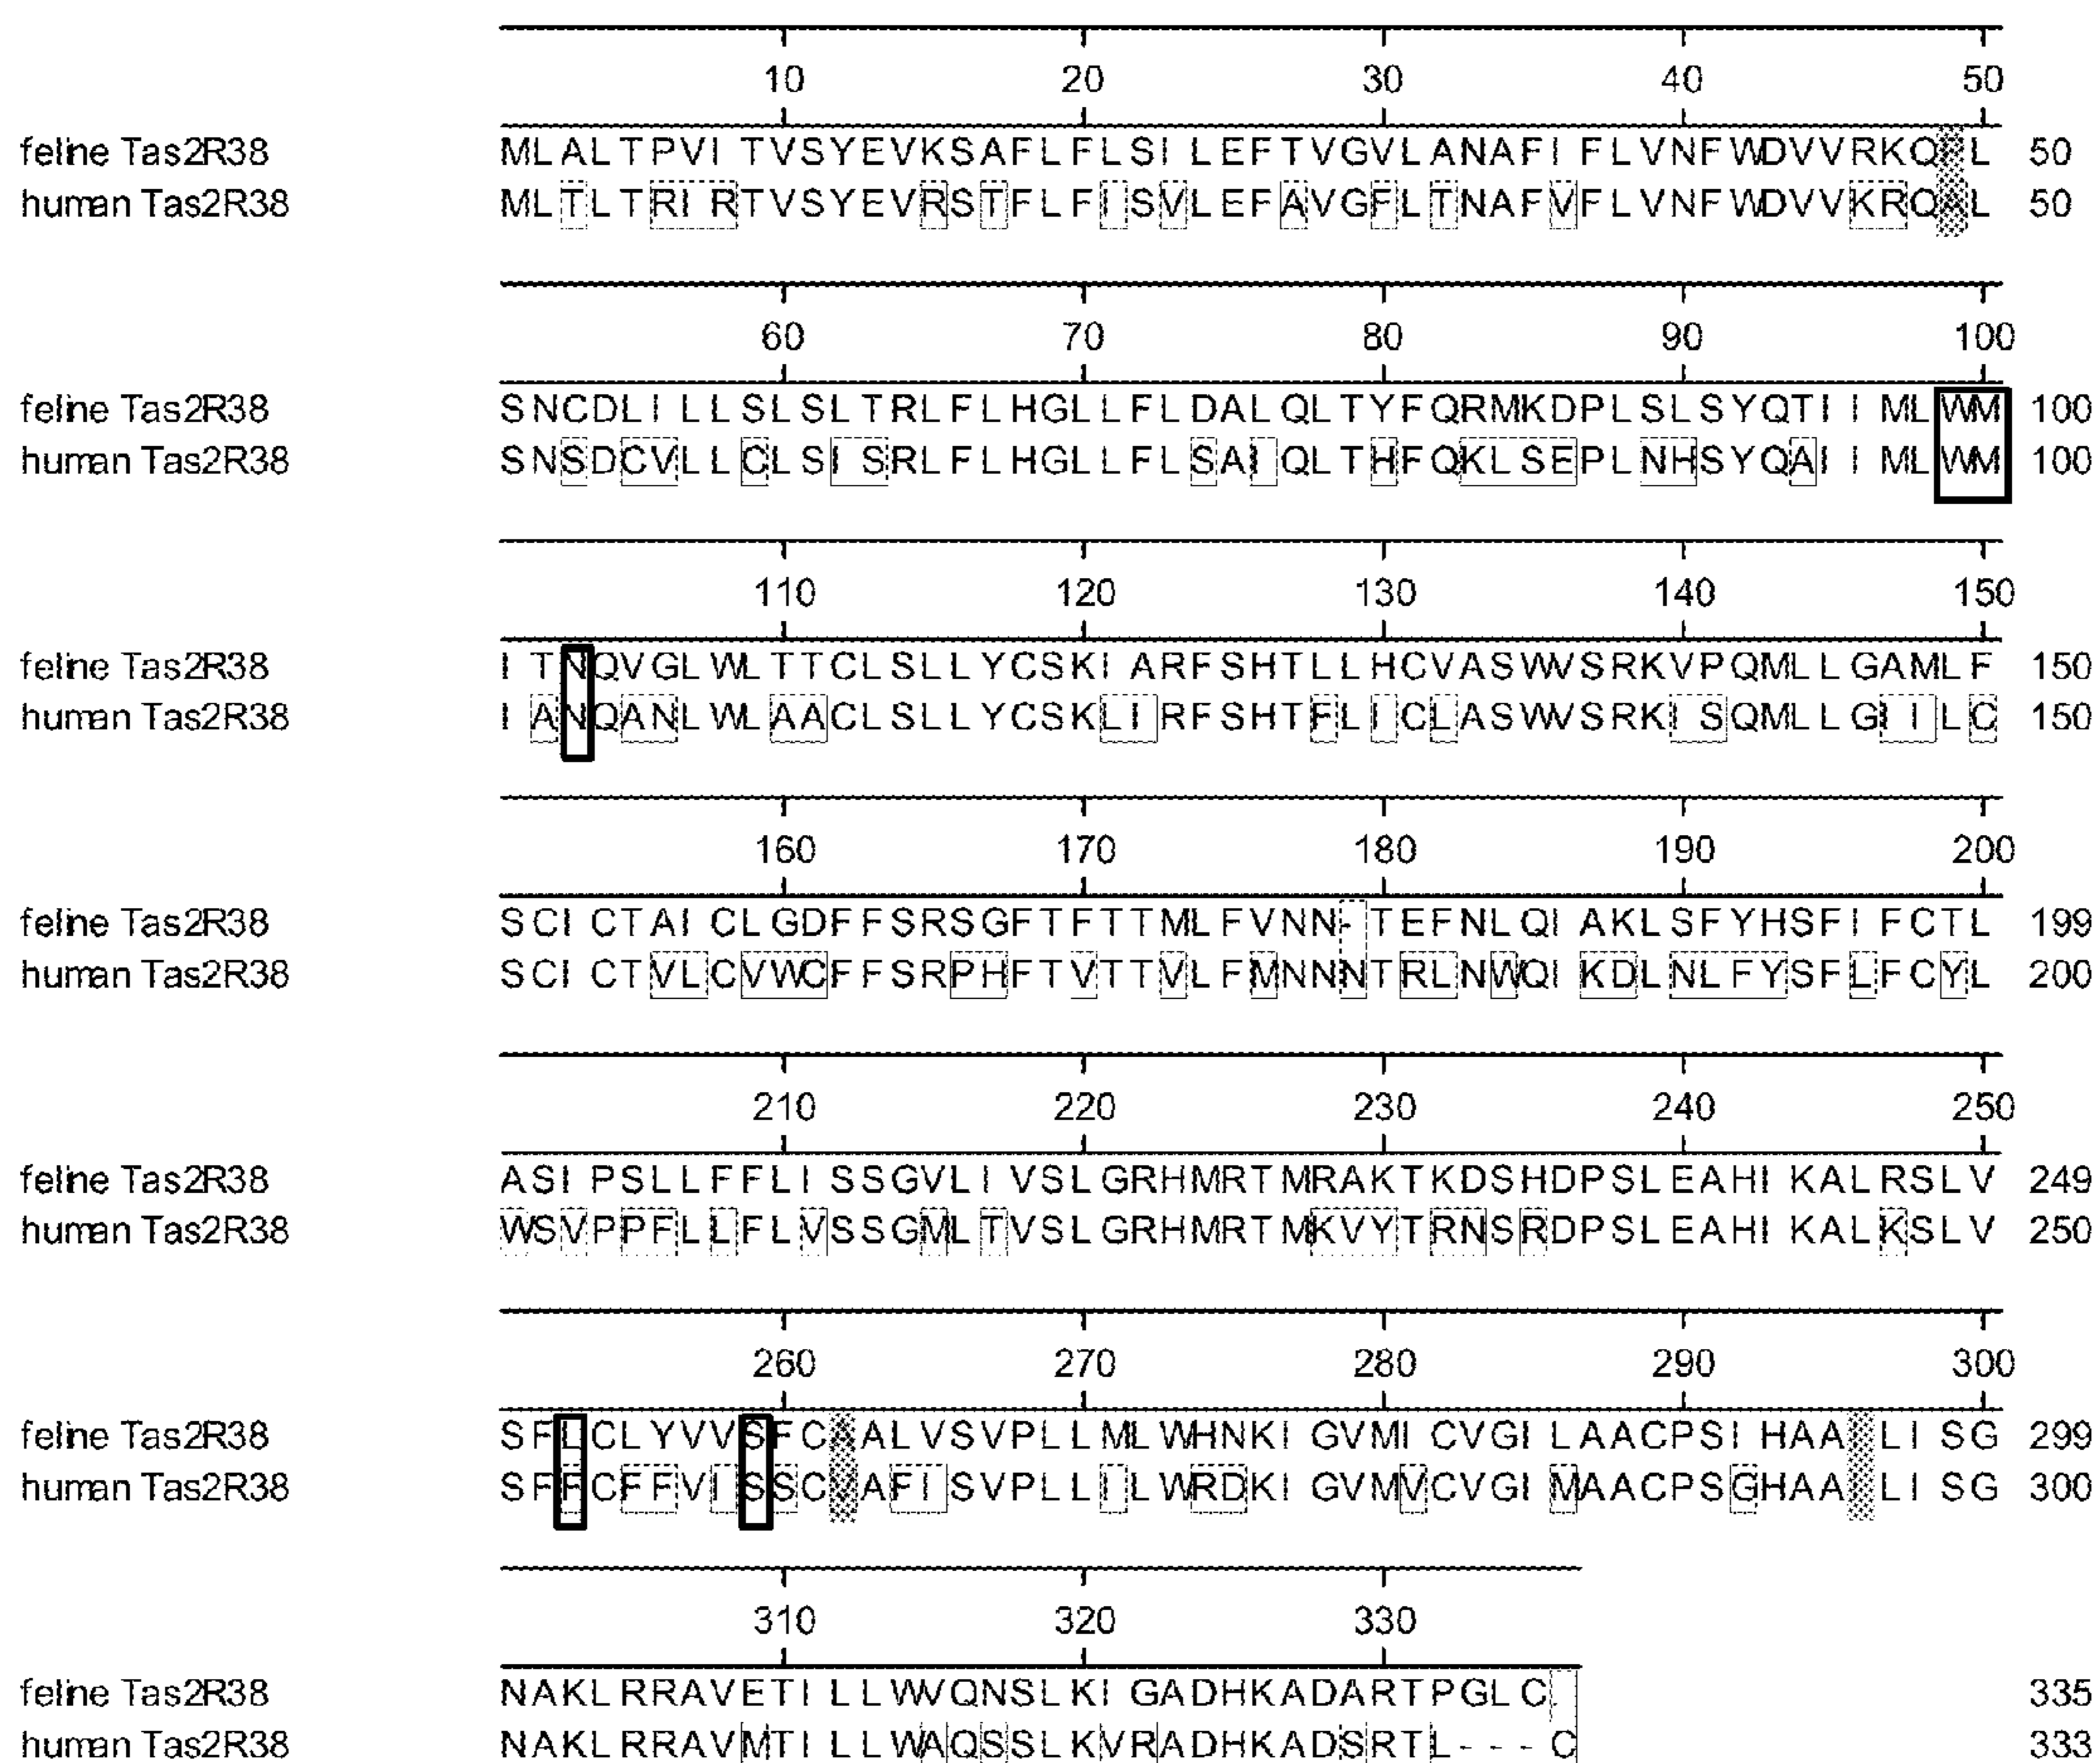 10 20 30 40 50
feline Tas2R38 MLALTPVITVSYEVKSAFLFLSILEFTVGVLANAFIFLVNFWDVVRKQ L 50
human Tas2R38 MLTLTRIRTVSYEVRSTFLFISVLEFAVGFLTNAFVFLVNFWDVVKRQ L 50
60 70 80 90 100
feline Tas2R38 SNCDLILLSLSLTRLFLHGLLFLDALQLTYFQRMKDPLSLSYQTIIMLWM 100
human Tas2R38 SNSDCVLLCLSISRLFLHGLLFLSAIQLTHFQKLSEPLNHSYQAIIMLWM 100
110 120 130 140 150
feline Tas2R38 ITNQVGLWLTTCLSLLYCSKIARFSHTLLHCVASWVSRKVPQMLLGAMLF 150
human Tas2R38 IANQANLWLAACLSLLYCSKLIRFSHTFLICLASWVSRKISQMLLGIILC 150
160 170 180 190 200
feline Tas2R38 SCICTAICLGDFFSRSGFTFTTMLFVNN-TEFNLQIAKLSFYHSFIFCTL 199
human Tas2R38 SCICTVLCVWCFFSRPHFTVTTVLFMNNNTRLNWQIKDLNLFYSFLFCYL 200
210 220 230 240 250
feline Tas2R38 ASIPSLLFFLISSGVLIVSLGRHMRTMRAKTKDSHDPSLEAHIKALRSLV 249
human Tas2R38 WSVPPFLLFLVSSGMLTVSLGRHMRTMKVYTRNSRDPSLEAHIKALKSLV 250
260 270 280 290 300
feline Tas2R38 SFLCLYVVSFC ALVSVPLLMLWHNKIGVMICVGILAACPSIHAA LISG 299
human Tas2R38 SFFCFFVISSC AFISVPLLILWRDKIGVMVCVGIMAACPSGHAA LISG 300
310 320 330
feline Tas2R38 NAKLRRAVETILLWVQNSLKIGADHKADARTPGLC 335
human Tas2R38 NAKLRRAVMTILLWAQSSLKVRADHKADSRTL---C 333